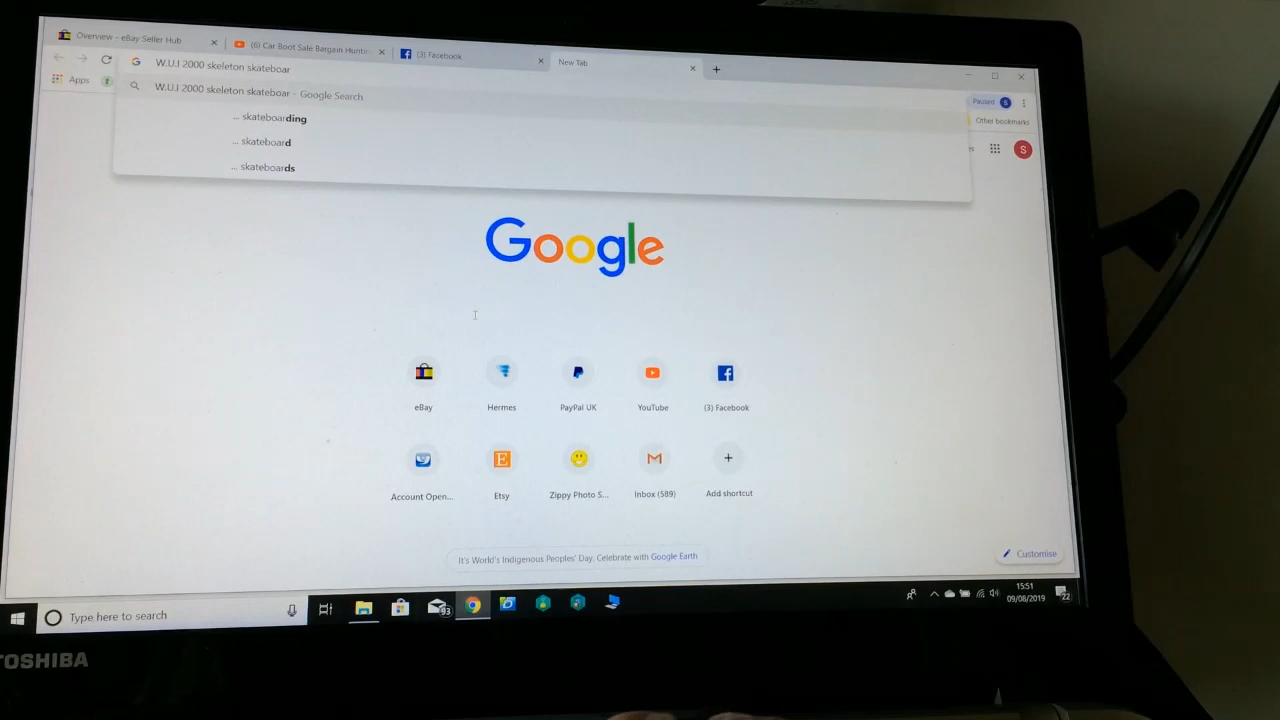 Overview - eBay Seller Hub
(6) Car Boot Sale Bargain Huntin
(3) Facebook
New Tab
W.U.I 2000 skeleton skateboar
Paused S
Apps
W.U.I 2000 skeleton skateboar - Google Search
Other bookmarks
... skateboarding
... skateboard
S
... skateboards
Google
eBay
Hermes
PayPal UK
YouTube
(3) Facebook
Account Open...
Etsy
Zippy Photo S...
Inbox (589)
Add shortcut
It's World's Indigenous Peoples' Day. Celebrate with Google Earth
Customise
Type here to search
93
15:51
09/08/2019
22
TOSHIBA